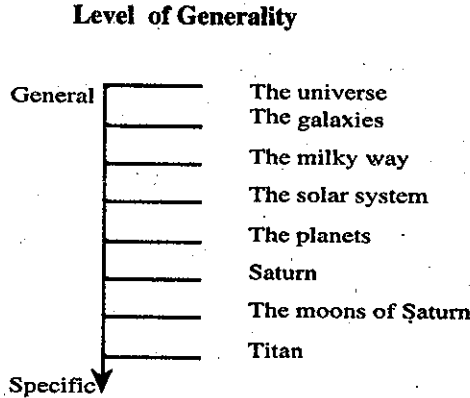 Level of Generality
General
The universe
The galaxies
The milky way
The solar system
The planets
Saturn
The moons of Saturn
Titan
Specific